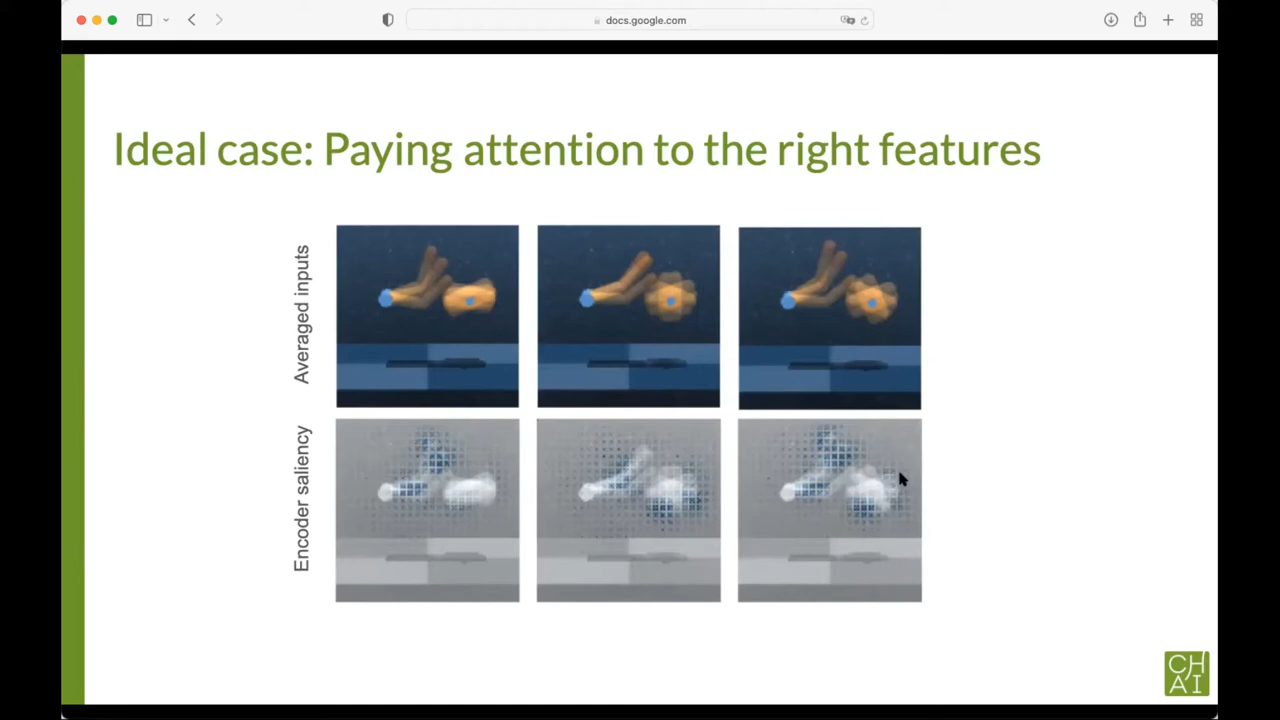 docs.google.com
Ideal case: Paying attention to the right features
Averaged inputs
Encoder saliency
CH
AI